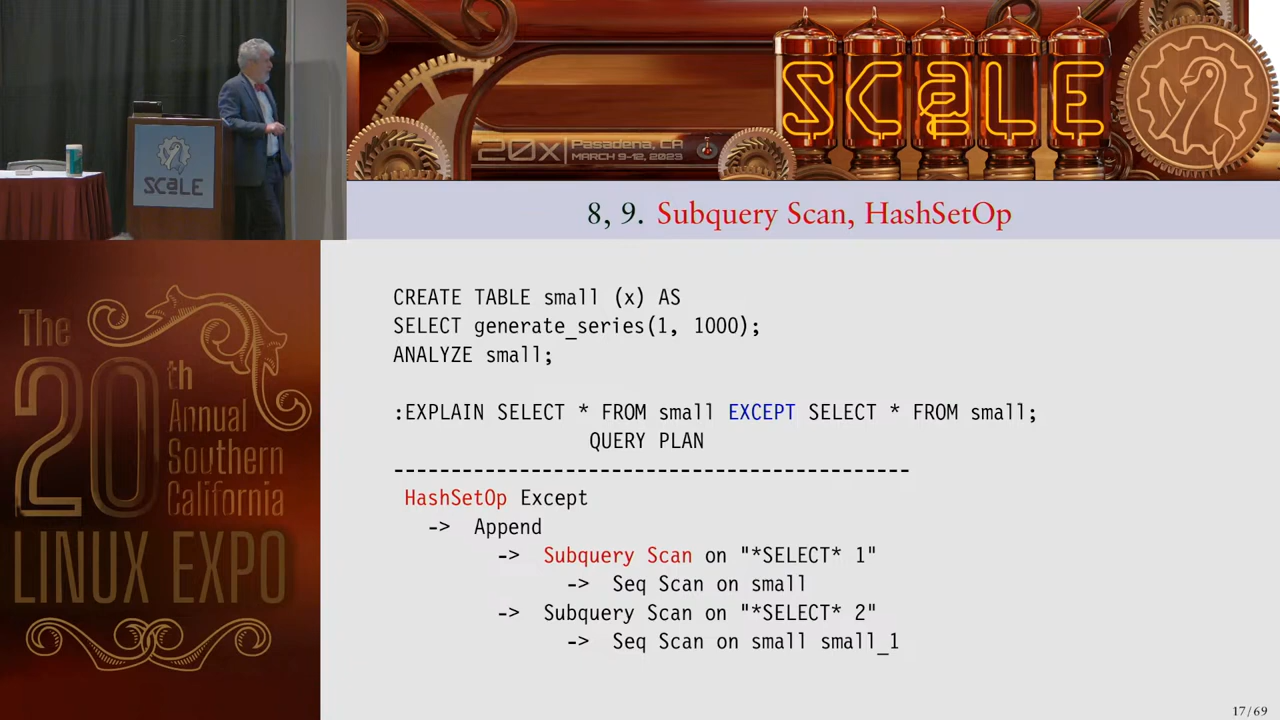 SCALE
20x
Pasadena, CA
MARCH 9-12, 2023
SCALE
8, 9. Subquery Scan, HashSetOp
The
20th
Annual
Southern
California
LINUX EXPO
CREATE TABLE small (x) AS
SELECT generate_series(1, 1000);
ANALYZE small;
:EXPLAIN SELECT * FROM small EXCEPT SELECT * FROM small;
QUERY PLAN
---------------------------------------------
HashSetOp Except
-> Append
-> Subquery Scan on "*SELECT* 1"
-> Seq Scan on small
-> Subquery Scan on "*SELECT* 2"
-> Seq Scan on small small_1
17/69